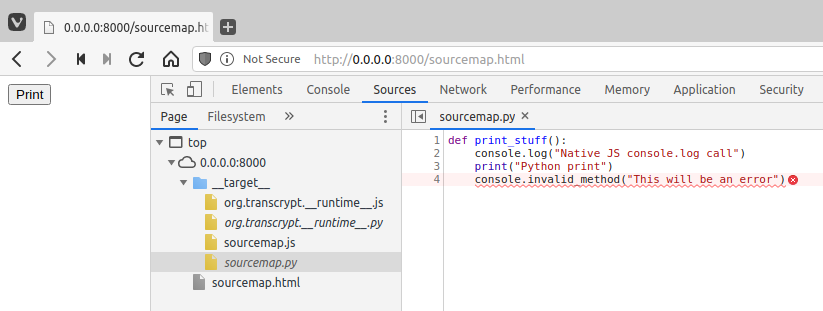 0.0.0.0:8000/sourcemap.ht
Not Secure http://0.0.0.0:8000/sourcemap.html
Print
Elements Console Sources Network Performance Memory Application Security
Page Filesystem
sourcemap.py
top
0.0.0.0:8000
__target__
org.transcrypt.__runtime__.js
org.transcrypt.__runtime__.py
sourcemap.js
sourcemap.py
sourcemap.html
1 def print_stuff():
2 console.log("Native JS console.log call")
3 print("Python print")
4 console.invalid_method("This will be an error")